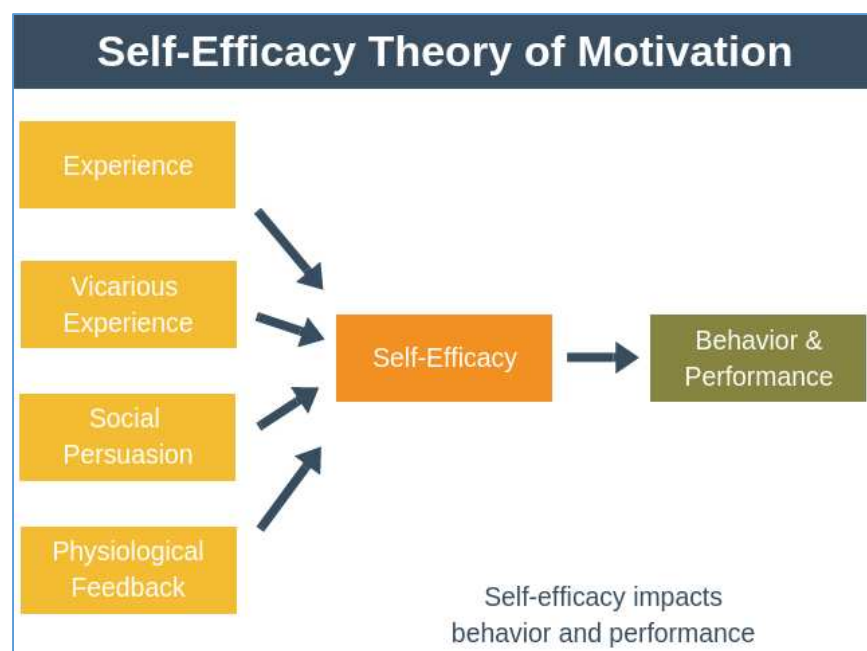 Self-Efficacy Theory of Motivation
Experience
Vicarious
Experience
Social
Persuasion
Physiological
Feedback
Self-Efficacy
Behavior &
Performance
Self-efficacy impacts
behavior and performance